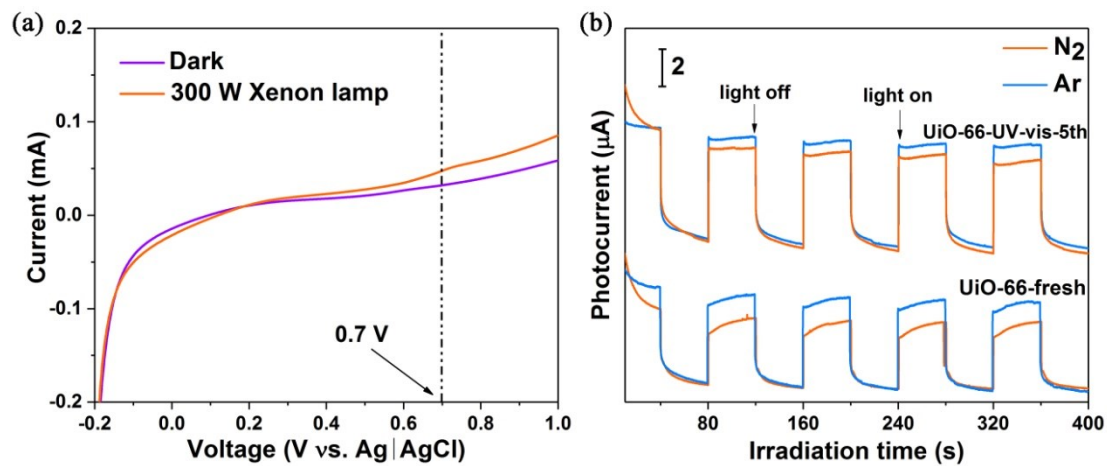 (a)
0.2
0.1
0.0
-0.1
-0.2
Current (mA)
Dark
300 W Xenon lamp
0.7 V
-0.2 0.0 0.2 0.4 0.6 0.8 1.0
Voltage (V vs. Ag|AgCl)
(b)
Photocurrent (μA)
2
N2
Ar
light off
light on
UiO-66-UV-vis-5th
UiO-66-fresh
80 160 240 320 400
Irradiation time (s)